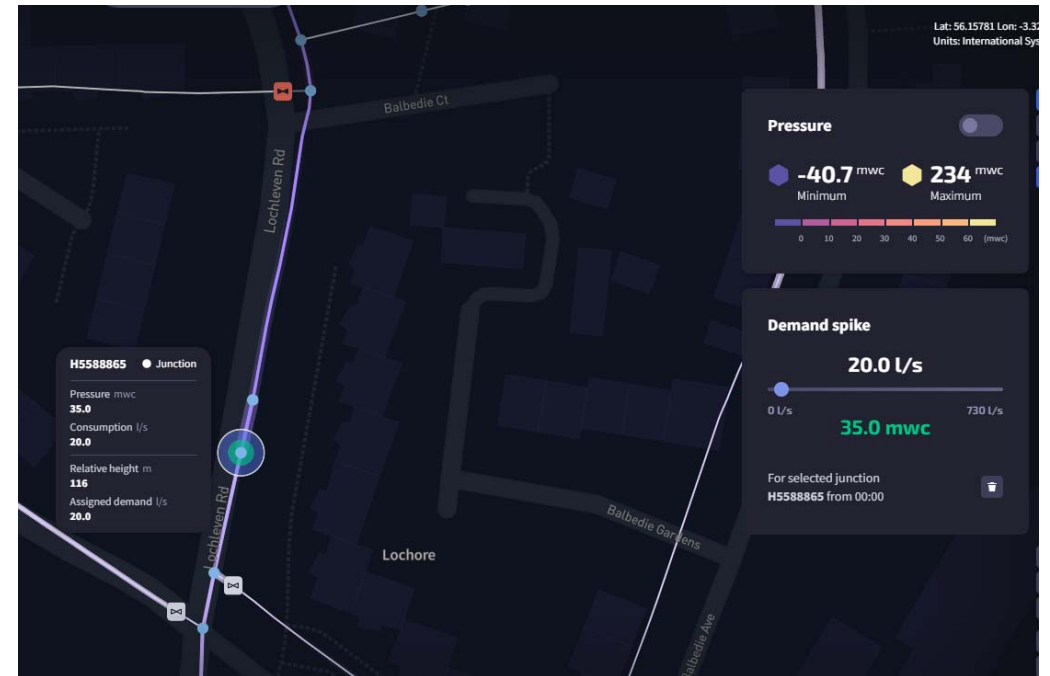 Lat: 56.15781 Lon: -3.32
Units: International Sys
Balbedie Ct
Lochleven Rd
Pressure
-40.7 mwc
Minimum
234 mwc
Maximum
0 10 20 30 40 50 60 (mwc)
Demand spike
20.0 l/s
0 l/s
730 l/s
35.0 mwc
For selected junction
H5588865 from 00:00
H5588865 Junction
Pressure mwc
35.0
Consumption l/s
20.0
Relative height m
116
Assigned demand l/s
20.0
Lochleven Rd
Lochore
Balbedie Gardens
Balbedie Ave